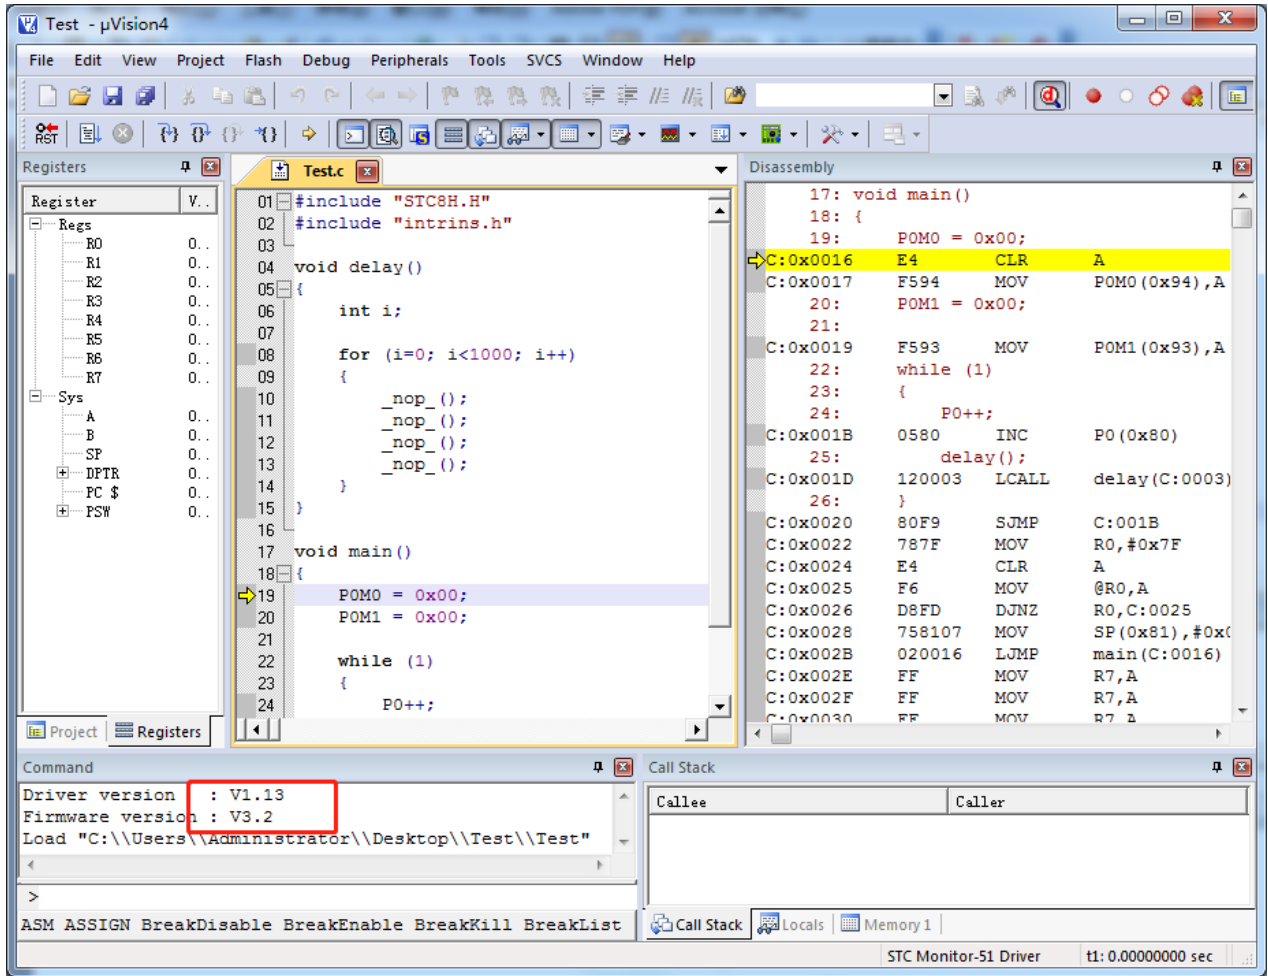 Test - µVision4
File Edit View Project Flash Debug Peripherals Tools SVCS Window Help
RST
Registers
Register V..
Regs
R0 0..
R1 0..
R2 0..
R3 0..
R4 0..
R5 0..
R6 0..
R7 0..
Sys
A 0..
B 0..
SP 0..
DPTR 0..
PC $ 0..
PSW 0..
Project Registers
Test.c
01 #include "STC8H.H"
02 #include "intrins.h"
03
04 void delay()
05 {
06 int i;
07
08 for (i=0; i<1000; i++)
09 {
10 _nop_();
11 _nop_();
12 _nop_();
13 _nop_();
14 }
15 }
16
17 void main()
18 {
19 P0M0 = 0x00;
20 P0M1 = 0x00;
21
22 while (1)
23 {
24 P0++;
Disassembly
17: void main()
18: {
19: P0M0 = 0x00;
C:0x0016 E4 CLR A
C:0x0017 F594 MOV P0M0(0x94),A
20: P0M1 = 0x00;
21:
C:0x0019 F593 MOV P0M1(0x93),A
22: while (1)
23: {
24: P0++;
C:0x001B 0580 INC P0(0x80)
25: delay();
C:0x001D 120003 LCALL delay(C:0003)
26: }
C:0x0020 80F9 SJMP C:001B
C:0x0022 787F MOV R0,#0x7F
C:0x0024 E4 CLR A
C:0x0025 F6 MOV @R0,A
C:0x0026 D8FD DJNZ R0,C:0025
C:0x0028 758107 MOV SP(0x81),#0x0
C:0x002B 020016 LJMP main(C:0016)
C:0x002E FF MOV R7,A
C:0x002F FF MOV R7,A
C:0x0030 FF MOV R7,A
Command
Driver version : V1.13
Firmware version : V3.2
Load "C:\\Users\\Administrator\\Desktop\\Test\\Test"
>
ASM ASSIGN BreakDisable BreakEnable BreakKill BreakList
Call Stack
Callee Caller
Call Stack Locals Memory 1
STC Monitor-51 Driver t1: 0.00000000 sec